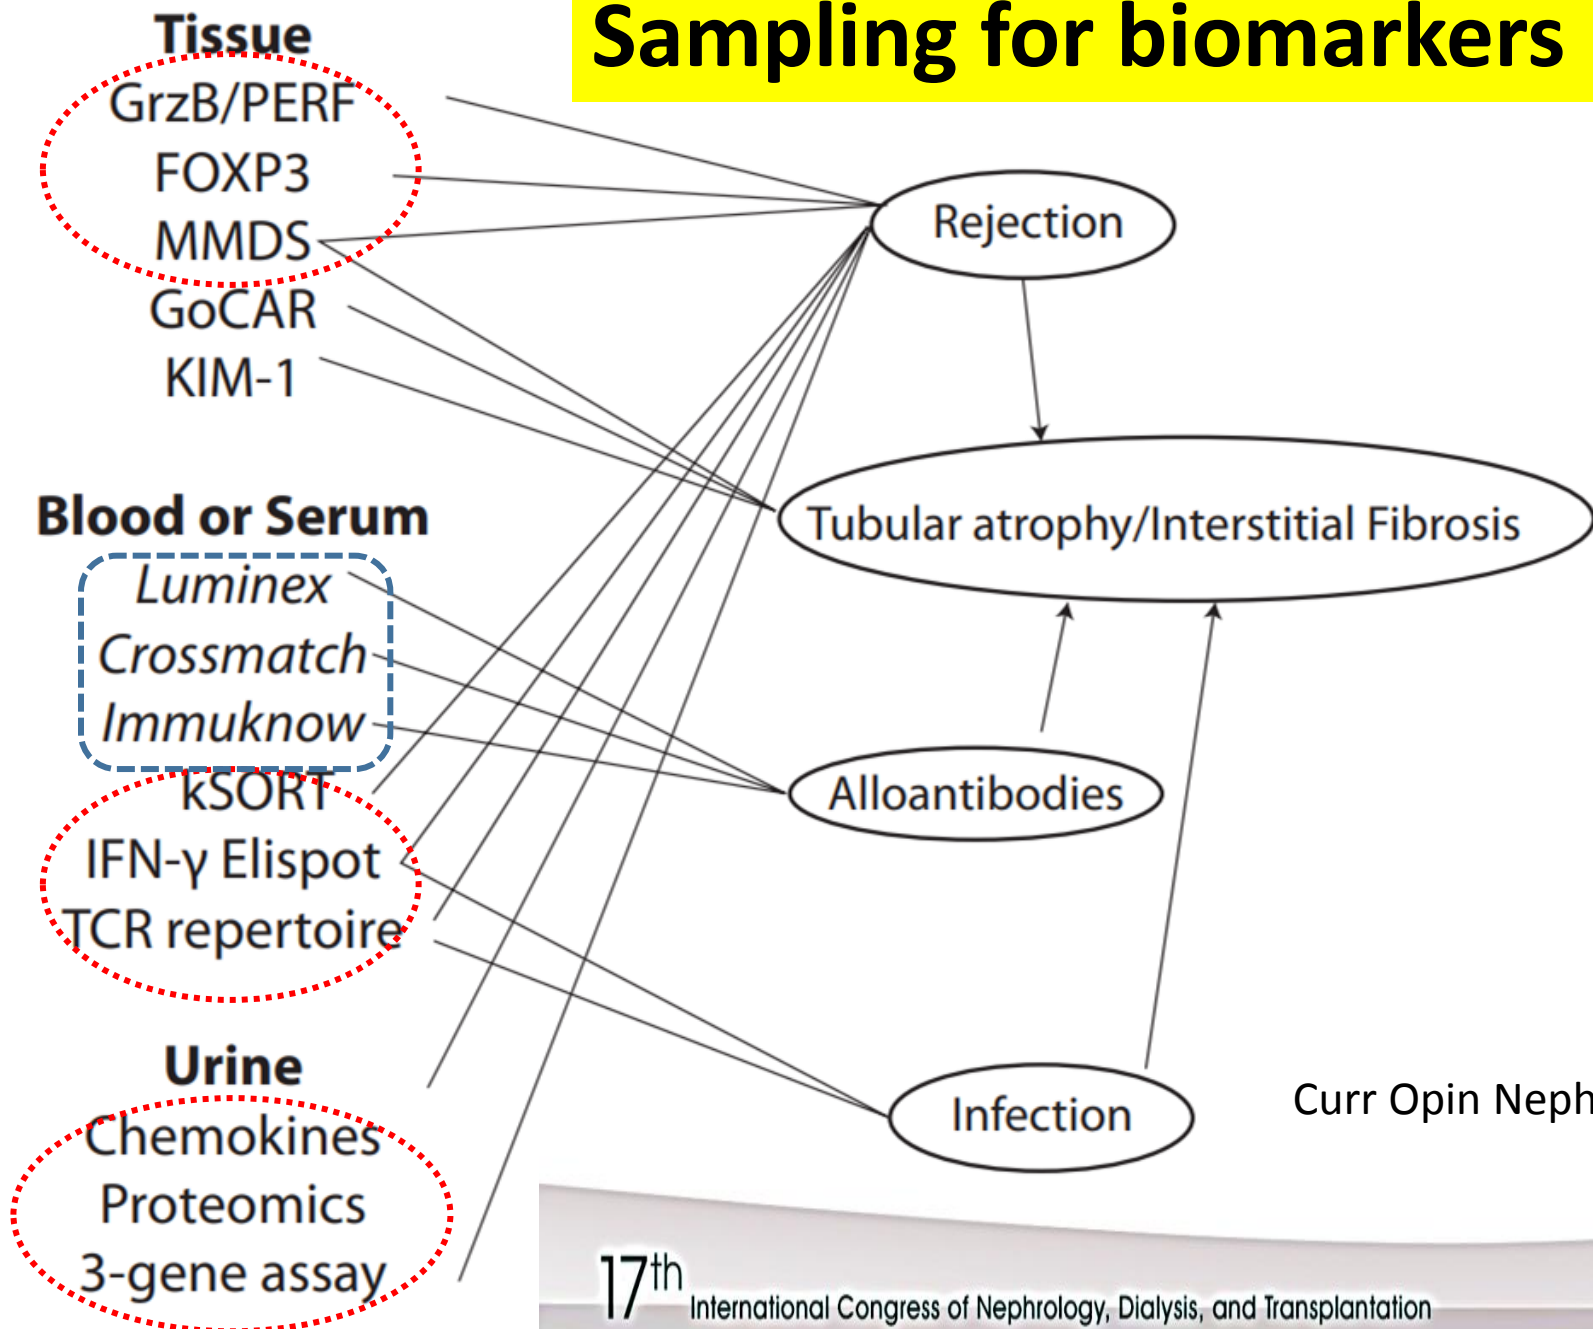 Sampling for biomarkers
Tissue
GrzB/PERF
FOXP3
MMDS
GoCAR
KIM-1
Blood or Serum
Luminex
Crossmatch
Immuknow
kSORT
IFN-γ Elispot
TCR repertoire
Urine
Chemokines
Proteomics
3-gene assay
Rejection
Tubular atrophy/Interstitial Fibrosis
Alloantibodies
Infection
Curr Opin Neph
17th International Congress of Nephrology, Dialysis, and Transplantation